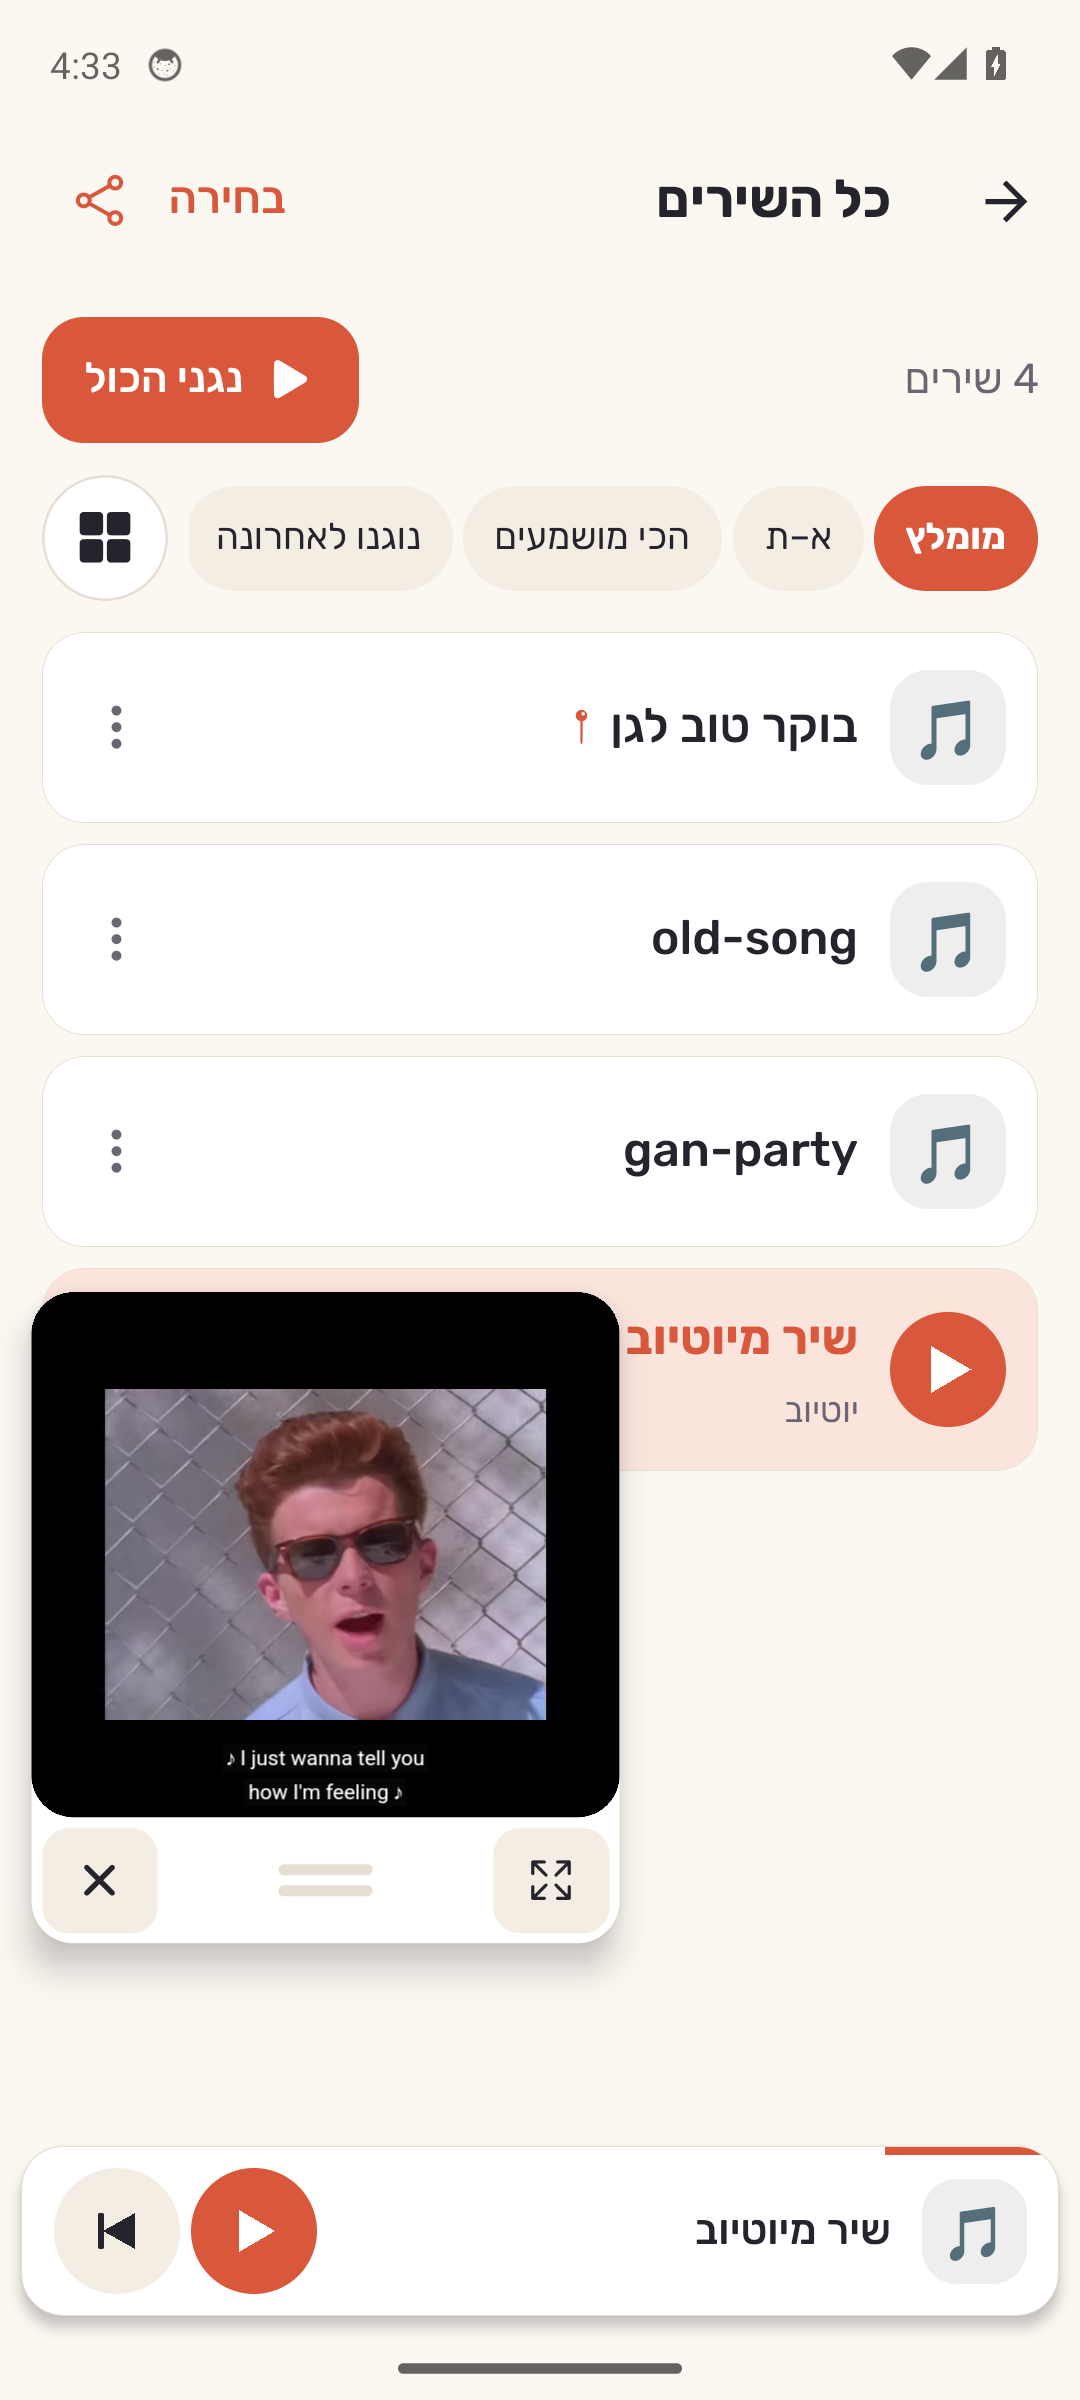 4:33
כל השירים
בחירה
4 שירים
נגני הכול
מומלץ
א-ת
הכי מושמעים
נוגנו לאחרונה
בוקר טוב לגן
old-song
gan-party
שיר מיוטיוב
יוטיוב
♪ I just wanna tell you
how I'm feeling ♪
שיר מיוטיוב